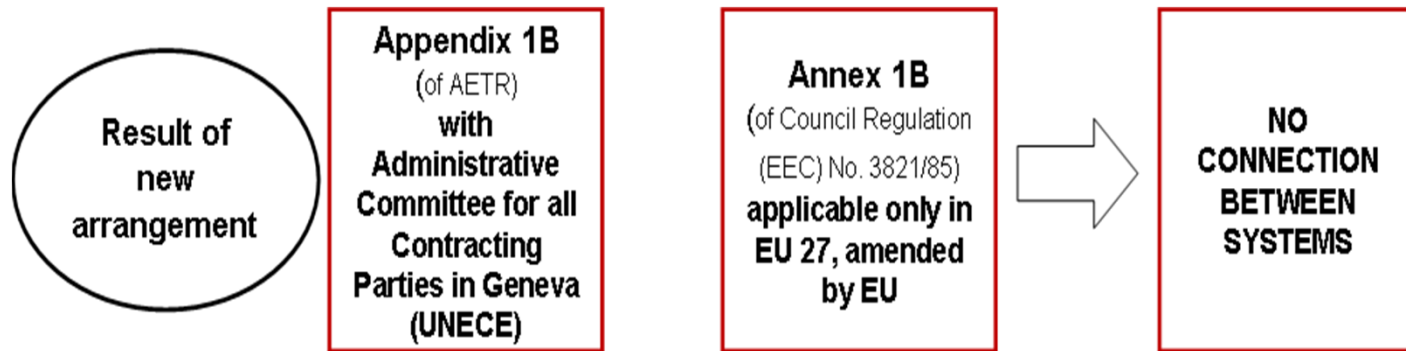 Result of
new
arrangement
Appendix 1B
(of AETR)
with
Administrative
Committee for all
Contracting
Parties in Geneva
(UNECE)
Annex 1B
(of Council Regulation
(EEC) No. 3821/85)
applicable only in
EU 27, amended
by EU
NO
CONNECTION
BETWEEN
SYSTEMS